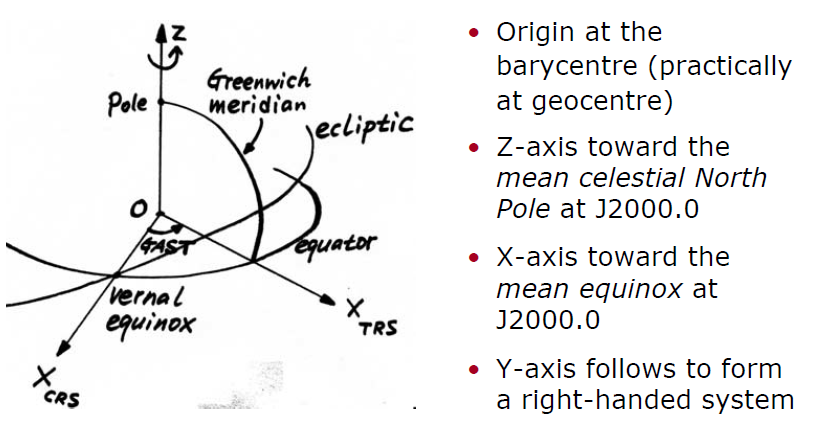 Z
Greenwich
meridian
Pole
ecliptic
O
GAST
equator
vernal
equinox
X TRS
X CRS
• Origin at the
barycentre (practically
at geocentre)
• Z-axis toward the
mean celestial North
Pole at J2000.0
• X-axis toward the
mean equinox at
J2000.0
• Y-axis follows to form
a right-handed system